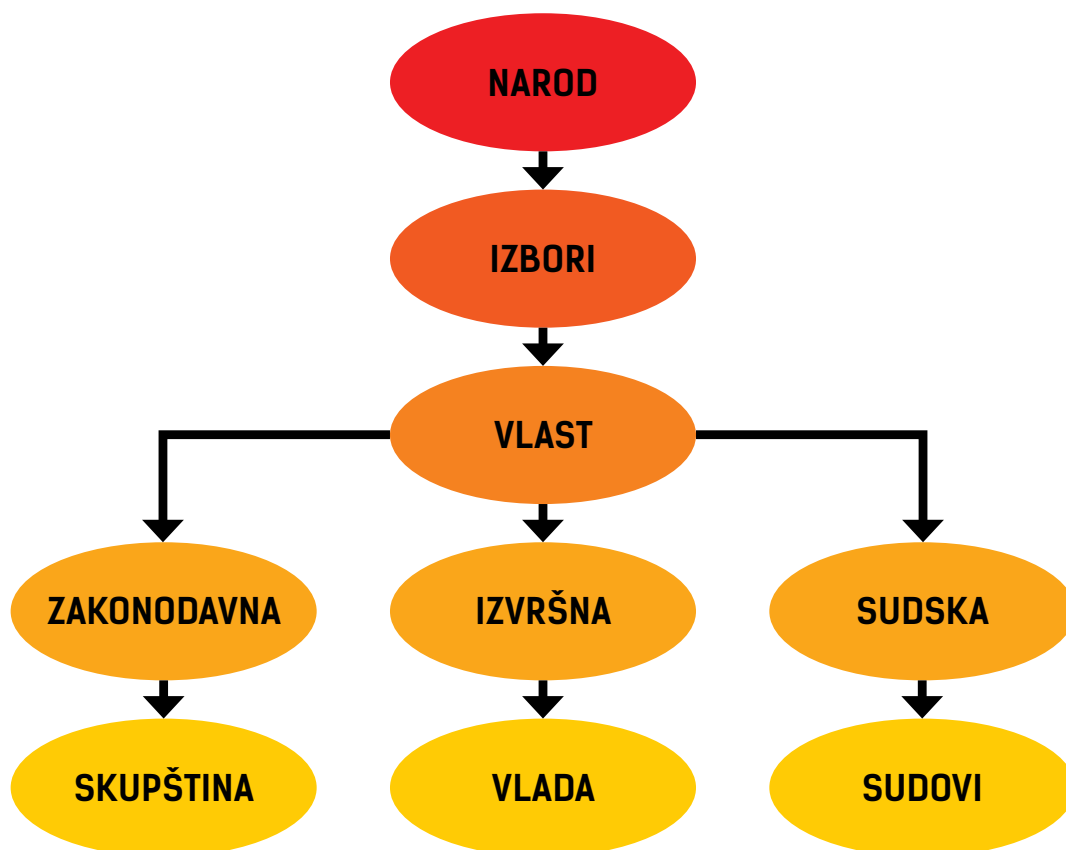 NAROD
IZBORI
VLAST
ZAKONODAVNA
IZVRŠNA
SUDSKA
SKUPŠTINA
VLADA
SUDOVI